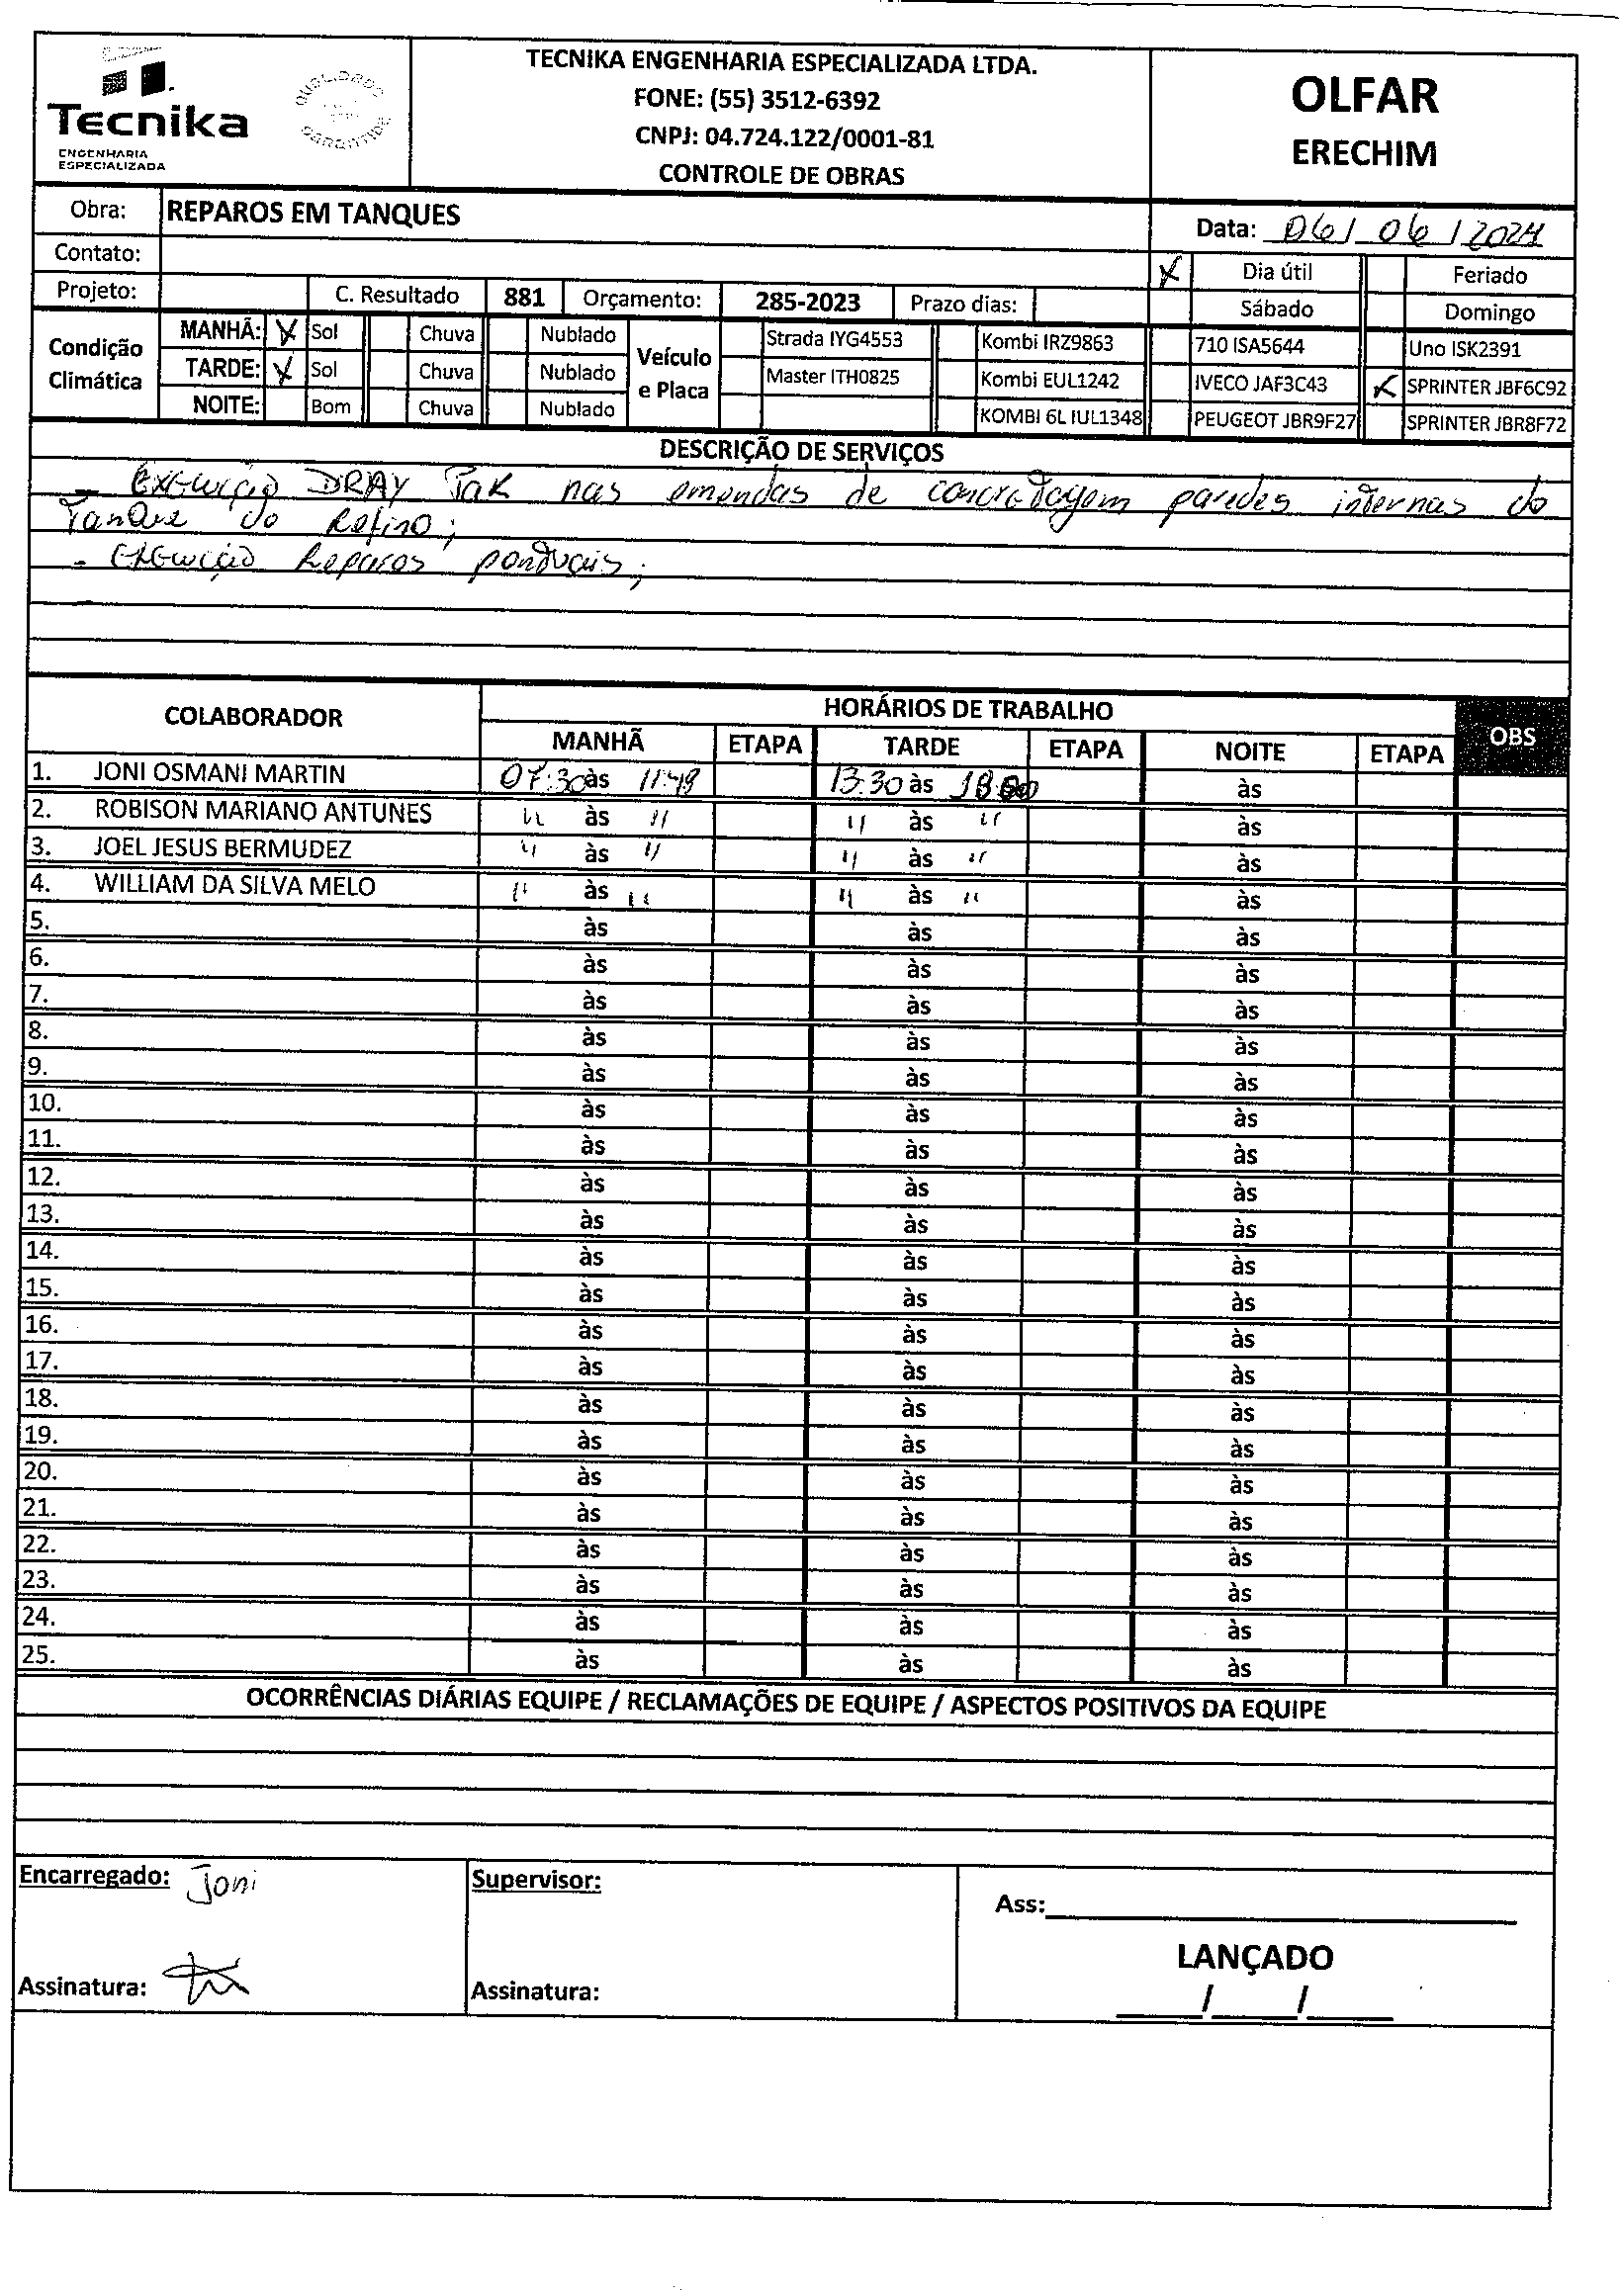 Tecnika
ENGENHARIA
ESPECIALIZADA
QUALIDADE
GARANTIDE
TECNIKA ENGENHARIA ESPECIALIZADA LTDA.
FONE: (55) 3512-6392
CNPJ: 04.724.122/0001-81
CONTROLE DE OBRAS
OLFAR
ERECHIM
Obra: REPAROS EM TANQUES
Data: 06/ 06 / 2024
Contato:
X Dia útil Feriado
Projeto: C. Resultado 881 Orçamento: 285-2023 Prazo dias:
Sábado Domingo
Condição Climática
MANHÃ: X Sol Chuva Nublado
TARDE: X Sol Chuva Nublado
NOITE: Bom Chuva Nublado
Veículo e Placa
Strada IYG4553 Kombi IRZ9863 710 ISA5644 Uno ISK2391
Master ITH0825 Kombi EUL1242 IVECO JAF3C43 X SPRINTER JBF6C92
KOMBI 6L IUL1348 PEUGEOT JBR9F27 SPRINTER JBR8F72
DESCRIÇÃO DE SERVIÇOS
- Execução DRAY Tak nas emendas de concretagem paredes internas do
Tanque do Refino;
- Execução Reparos pontuais;
COLABORADOR HORÁRIOS DE TRABALHO OBS
MANHÃ ETAPA TARDE ETAPA NOITE ETAPA
1. JONI OSMANI MARTIN 07:30 às 11:48 13:30 às 18:00 às
2. ROBISON MARIANO ANTUNES " às " " às " às
3. JOEL JESUS BERMUDEZ " às " " às " às
4. WILLIAM DA SILVA MELO " às " " às " às
5. às às às
6. às às às
7. às às às
8. às às às
9. às às às
10. às às às
11. às às às
12. às às às
13. às às às
14. às às às
15. às às às
16. às às às
17. às às às
18. às às às
19. às às às
20. às às às
21. às às às
22. às às às
23. às às às
24. às às às
25. às às às
OCORRÊNCIAS DIÁRIAS EQUIPE / RECLAMAÇÕES DE EQUIPE / ASPECTOS POSITIVOS DA EQUIPE
Encarregado: Joni
Supervisor:
Ass:
LANÇADO
Assinatura:
Assinatura:
/ /